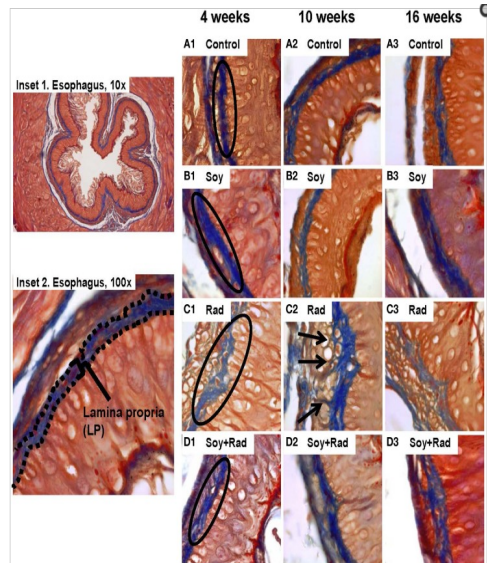 4 weeks 10 weeks 16 weeks
A1 Control A2 Control A3 Control
Inset 1. Esophagus, 10x
B1 Soy B2 Soy B3 Soy
Inset 2. Esophagus, 100x
Lamina propria
(LP)
C1 Rad C2 Rad C3 Rad
D1 Soy+Rad D2 Soy+Rad D3 Soy+Rad